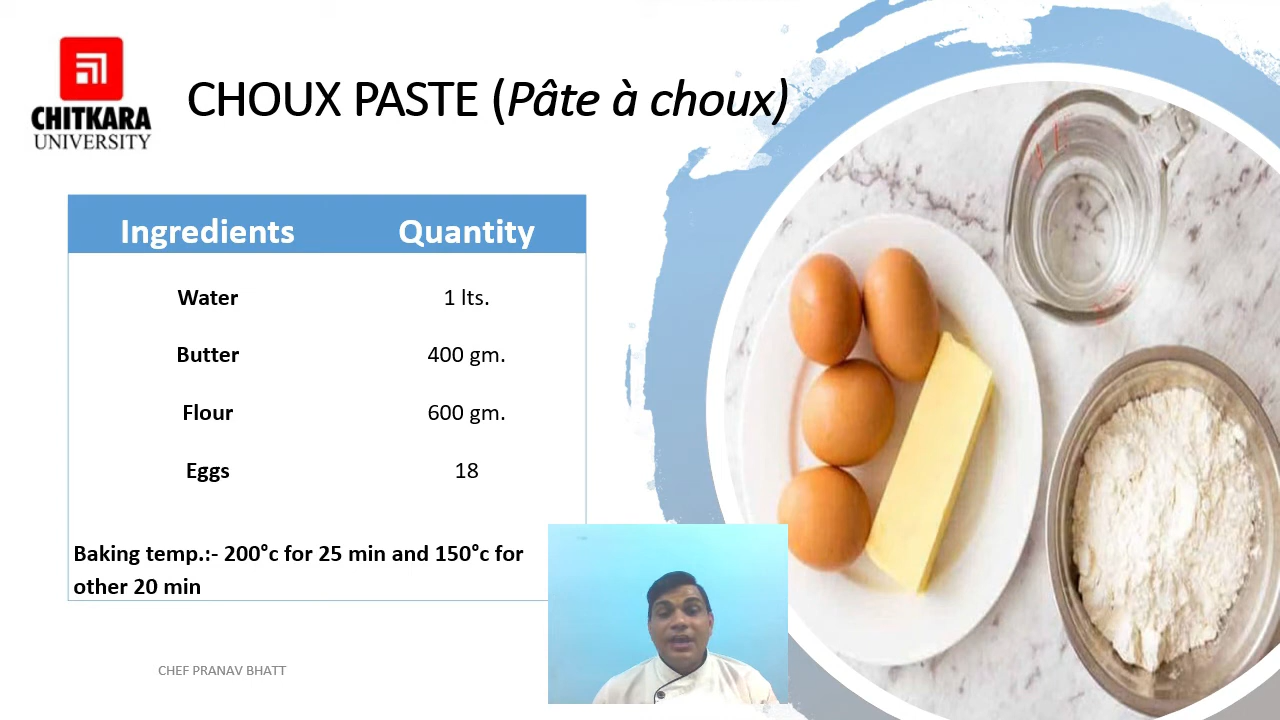 CHITKARA
UNIVERSITY
CHOUX PASTE (Pâte à choux)
Ingredients Quantity
Water 1 lts.
Butter 400 gm.
Flour 600 gm.
Eggs 18
Baking temp.:- 200°c for 25 min and 150°c for
other 20 min
CHEF PRANAV BHATT